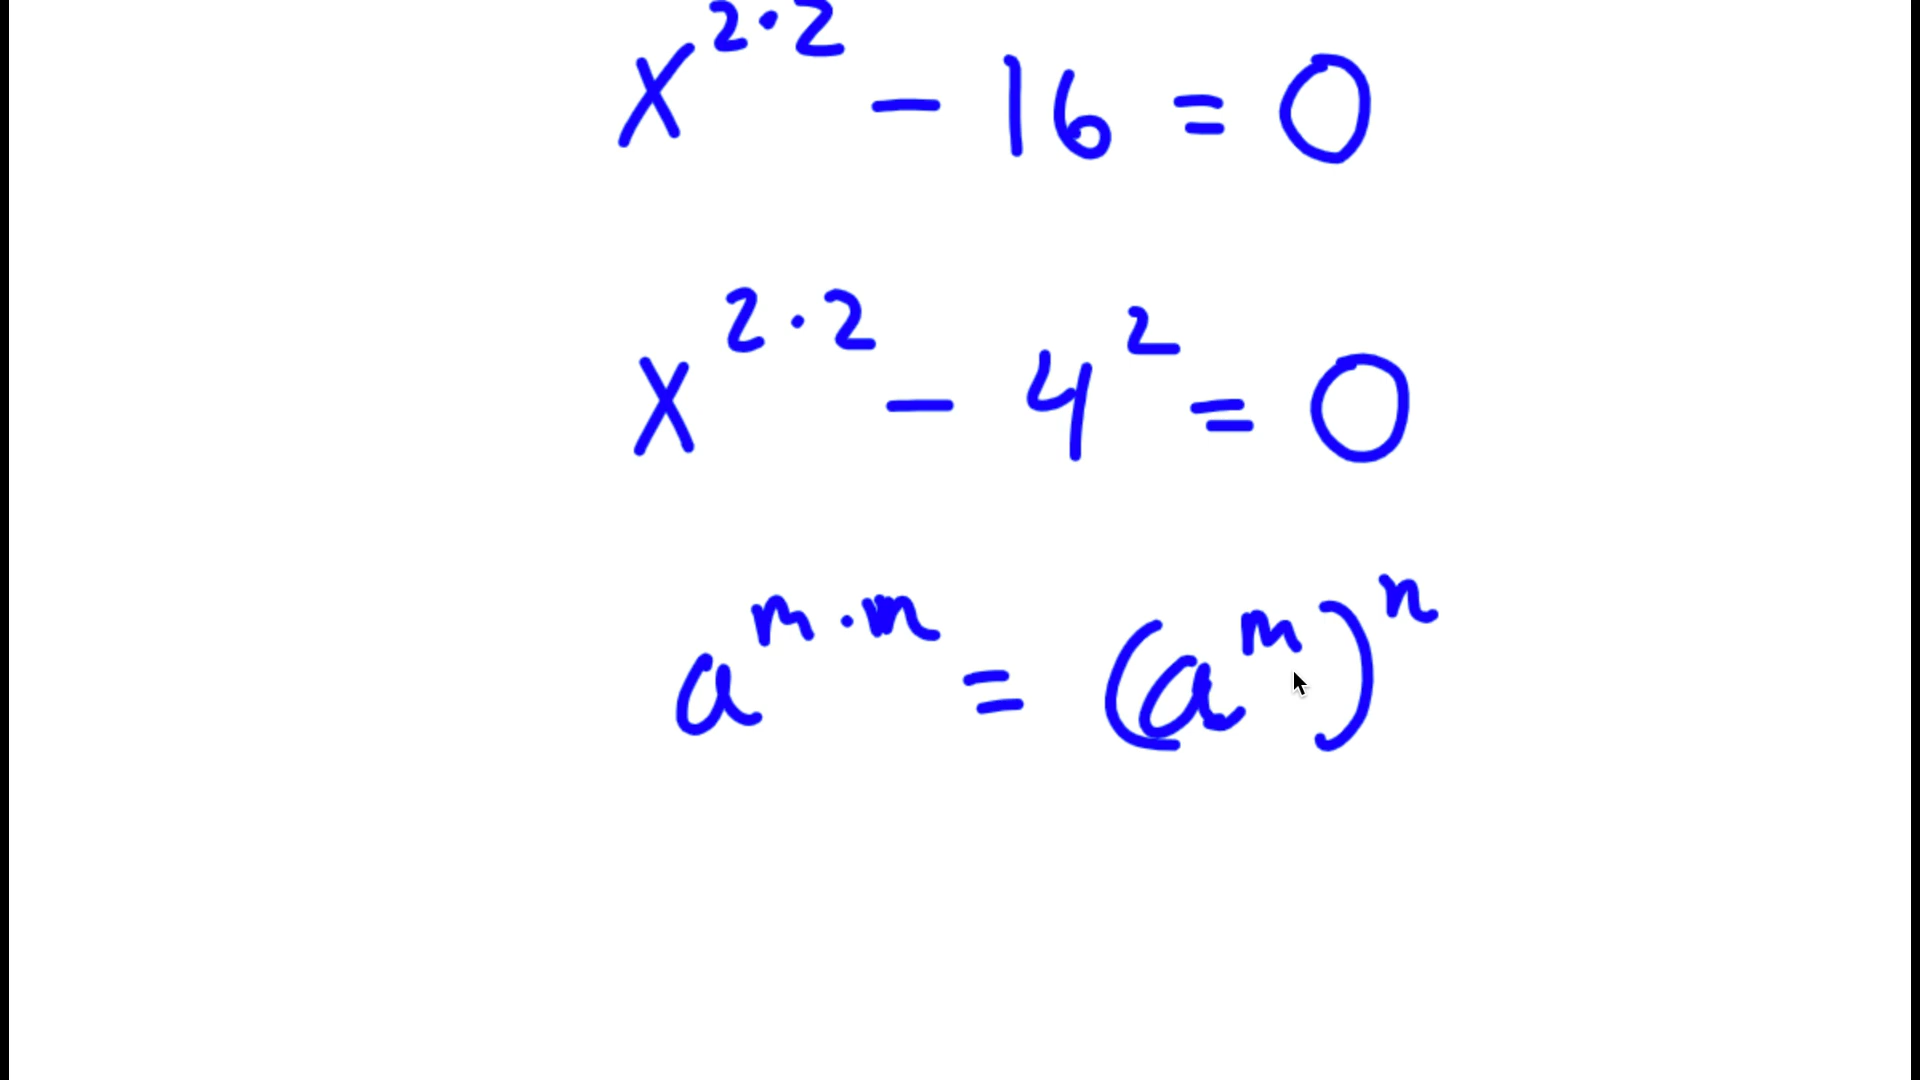 x^{2·2} - 16 = 0
x^{2·2} - 4^2 = 0
a^{m·n} = (a^m)^n